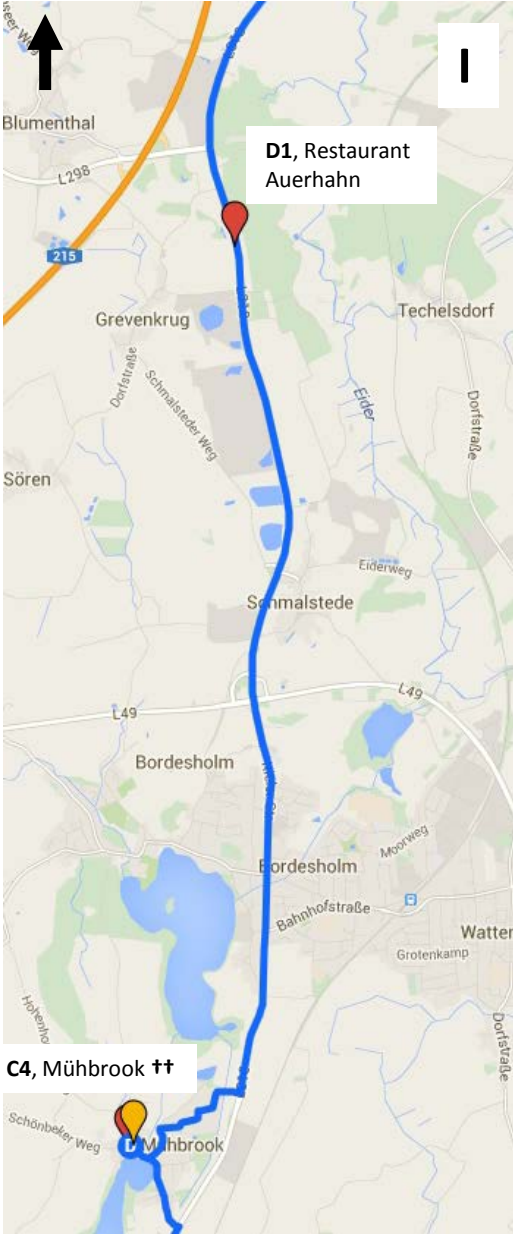 I
Blumenthal
D1, Restaurant
Auerhahn
L298
215
Grevenkrug
Techelsdorf
Dorfstraße
Schmalsteder Weg
Eider
Dorfstraße
Sören
Eiderweg
Schmalstede
L49
L49
Bordesholm
Bordesholm
Moorweg
Bahnhofstraße
Watten
Grotenkamp
Dorfstraße
C4, Mühbrook ††
Schönbeker Weg
D
Mühbrook